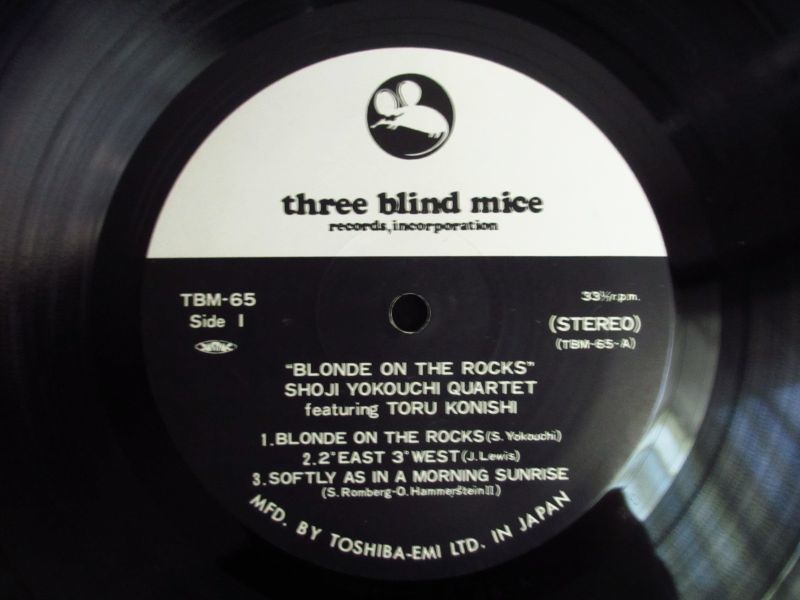 three blind mice
records, incorporation
TBM-65
33⅓r.p.m.
Side 1
(STEREO)
(TBM-65-A)
"BLONDE ON THE ROCKS"
SHOJI YOKOUCHI QUARTET
featuring TORU KONISHI
1.BLONDE ON THE ROCKS(S. Yokouchi)
2.2°EAST 3°WEST(J.Lewis)
3.SOFTLY AS IN A MORNING SUNRISE
(S. Romberg-O. HammersteinII)
MFD. BY TOSHIBA-EMI LTD. IN JAPAN